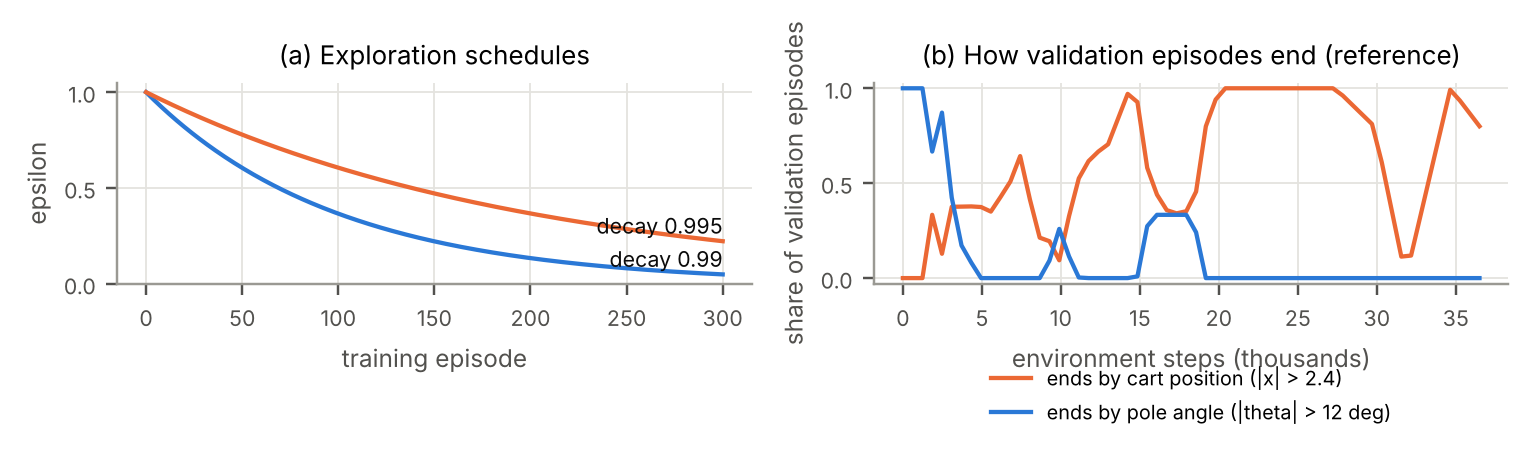 (a) Exploration schedules
epsilon
1.0
0.5
0.0
decay 0.995
decay 0.99
0 50 100 150 200 250 300
training episode
(b) How validation episodes end (reference)
share of validation episodes
1.0
0.5
0.0
0 5 10 15 20 25 30 35
environment steps (thousands)
ends by cart position (|x| > 2.4)
ends by pole angle (|theta| > 12 deg)